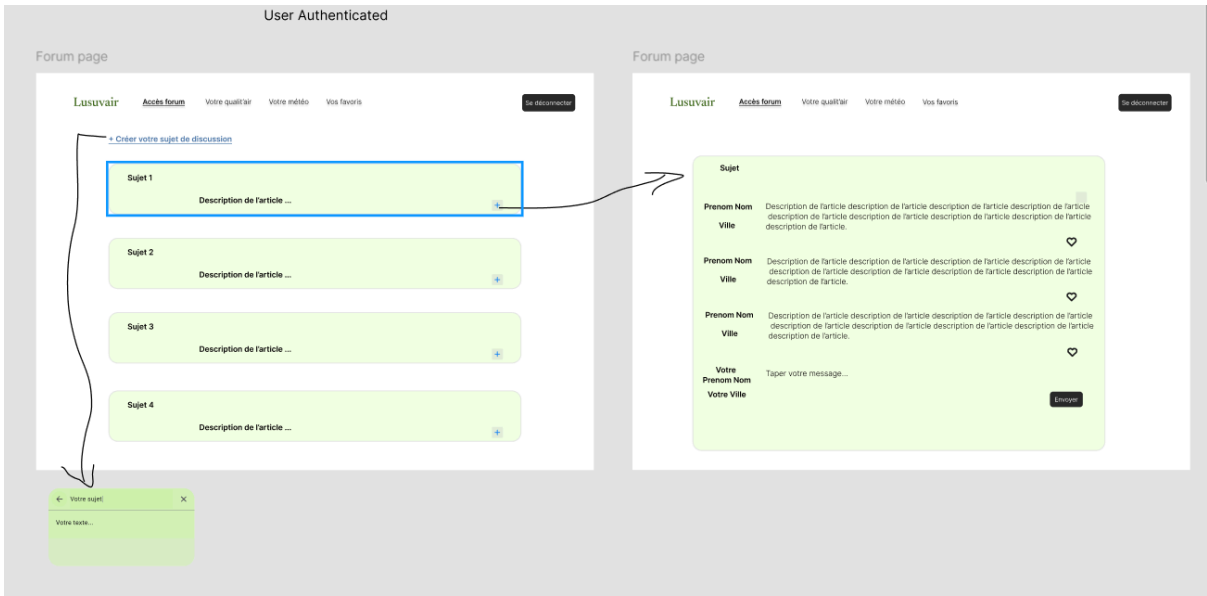 User Authenticated
Forum page
Lusuvair Accès forum Votre qualit'air Votre météo Vos favoris Se déconnecter
+ Créer votre sujet de discussion
Sujet 1
Description de l'article ...
+
Sujet 2
Description de l'article ...
+
Sujet 3
Description de l'article ...
+
Sujet 4
Description de l'article ...
+
Votre sujet
Votre texte...
Forum page
Lusuvair Accès forum Votre qualit'air Votre météo Vos favoris Se déconnecter
Sujet
Prenom Nom
Ville
Description de l'article description de l'article description de l'article description de l'article
description de l'article description de l'article description de l'article description de l'article
description de l'article.
Prenom Nom
Ville
Description de l'article description de l'article description de l'article description de l'article
description de l'article description de l'article description de l'article description de l'article
description de l'article.
Prenom Nom
Ville
Description de l'article description de l'article description de l'article description de l'article
description de l'article description de l'article description de l'article description de l'article
description de l'article.
Votre
Prenom Nom
Votre Ville
Taper votre message...
Envoyer